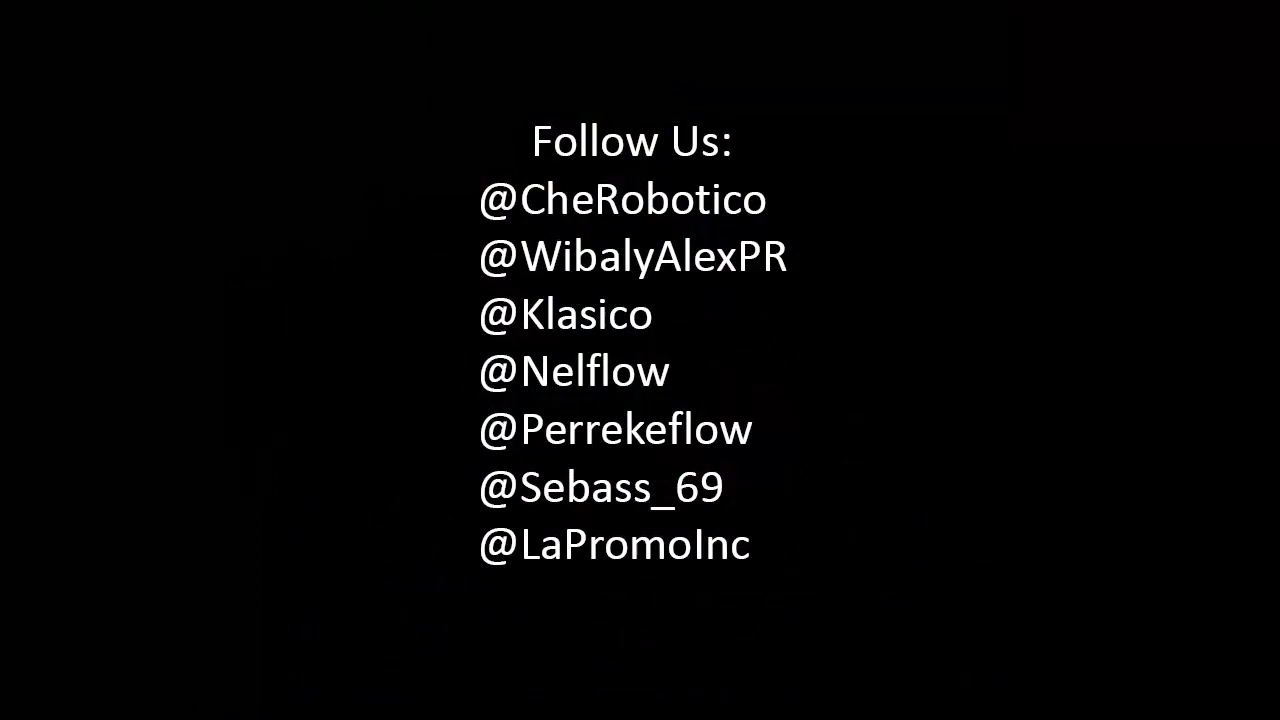 Follow Us:
@CheRobotico
@WibalyAlexPR
@Klasico
@Nelflow
@Perrekeflow
@Sebass_69
@LaPromoInc